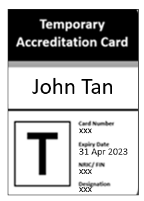 Temporary
Accreditation Card
John Tan
T
Card Number
xxx
Expiry Date
31 Apr 2023
NRIC/ FIN
xxx
Designation
xxx